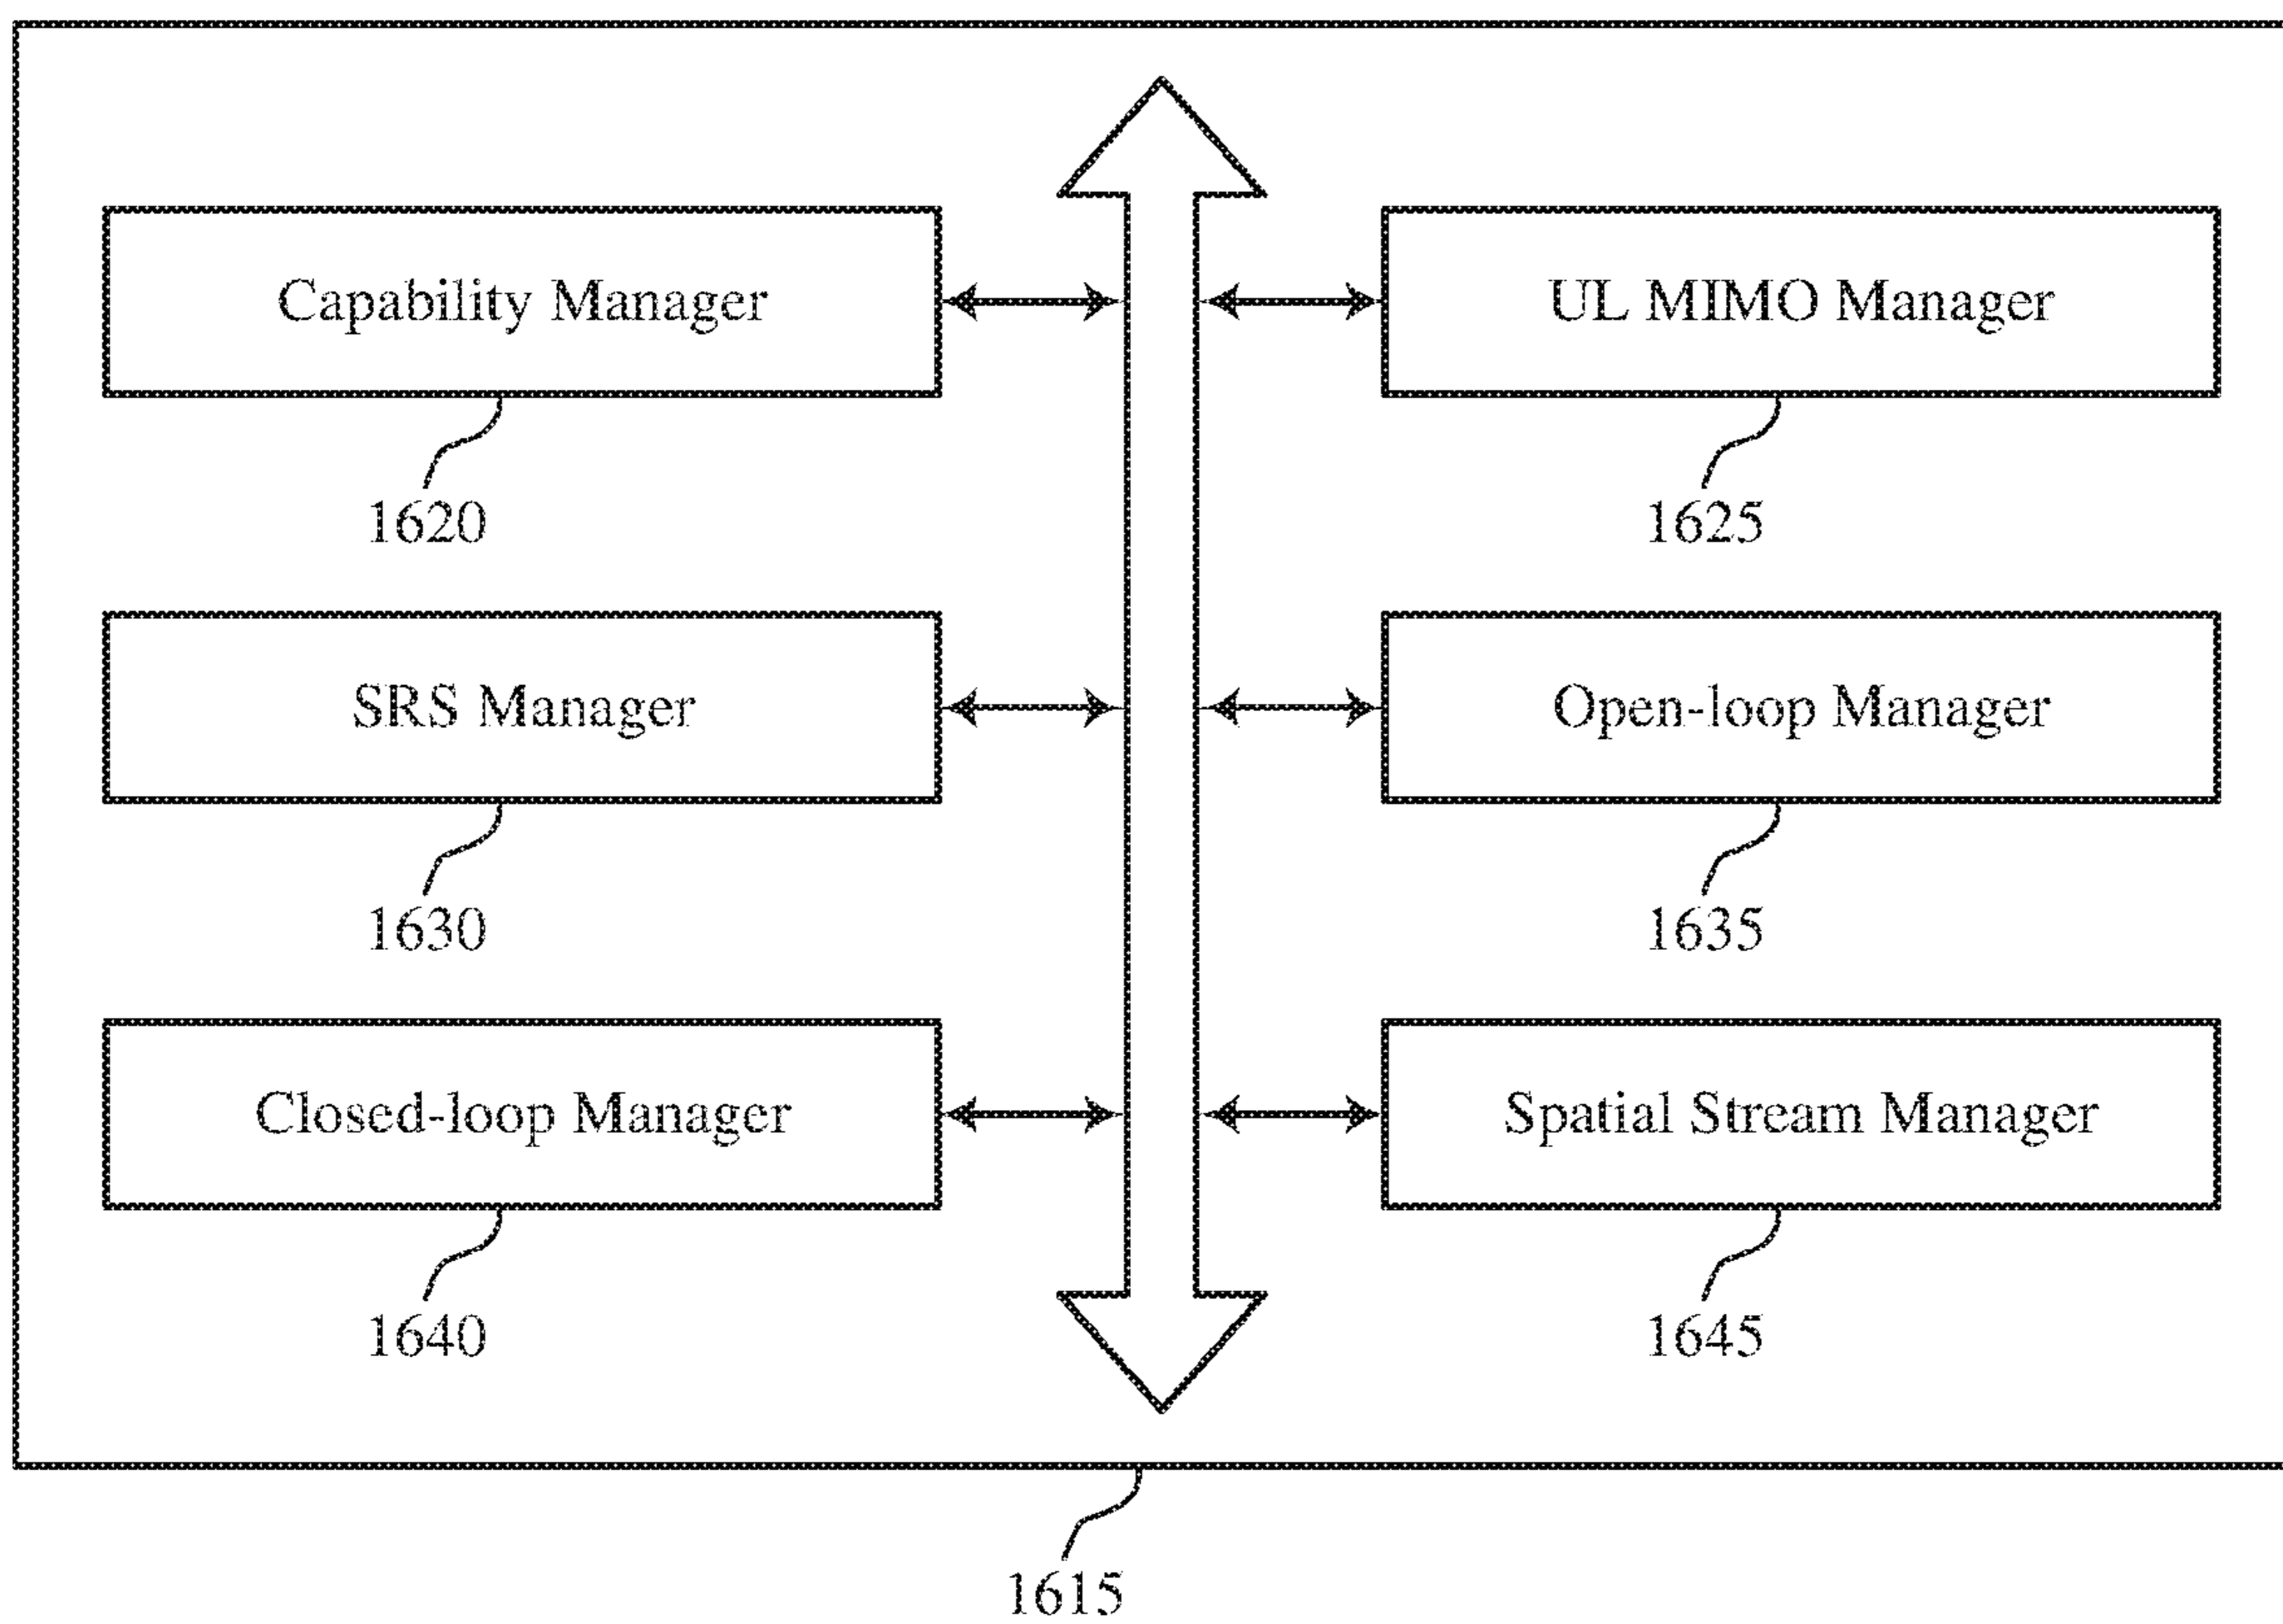 Capability Manager
UL MIMO Manager
1620
1625
SRS Manager
Open-loop Manager
1630
1635
Closed-loop Manager
Spatial Stream Manager
1640
1645
1615